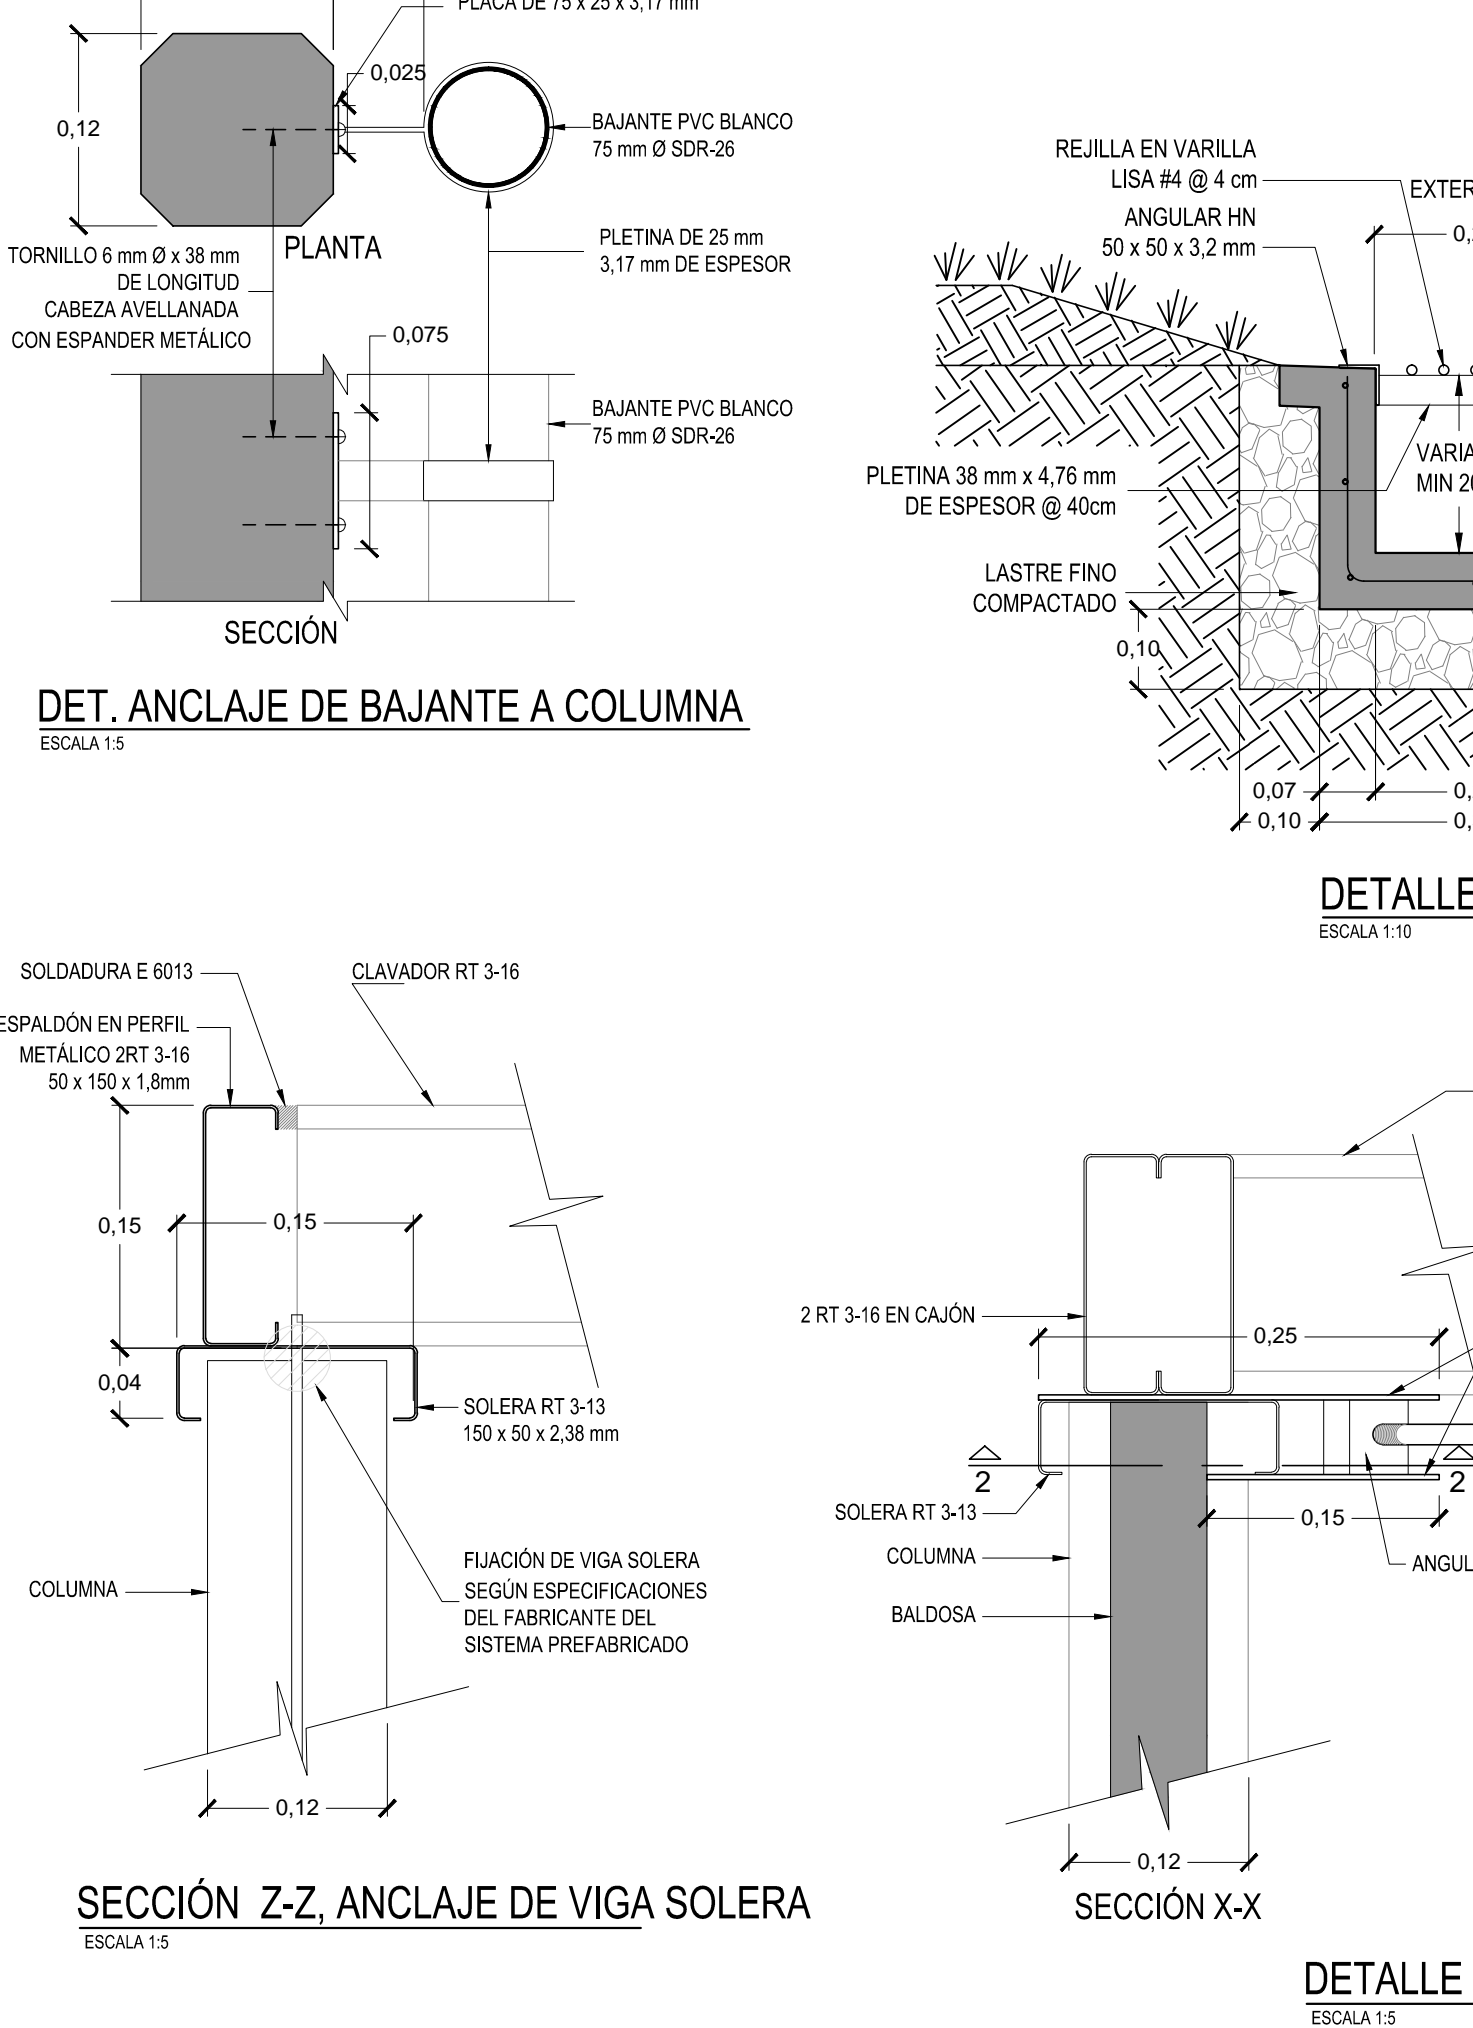 PLACA DE 75 x 25 x 3,17 mm
0,025
0,12
BAJANTE PVC BLANCO
75 mm Ø SDR-26
PLANTA
TORNILLO 6 mm Ø x 38 mm
DE LONGITUD
CABEZA AVELLANADA
CON ESPANDER METÁLICO
PLETINA DE 25 mm
3,17 mm DE ESPESOR
0,075
BAJANTE PVC BLANCO
75 mm Ø SDR-26
SECCIÓN
DET. ANCLAJE DE BAJANTE A COLUMNA
ESCALA 1:5
REJILLA EN VARILLA
LISA #4 @ 4 cm
ANGULAR HN
50 x 50 x 3,2 mm
PLETINA 38 mm x 4,76 mm
DE ESPESOR @ 40cm
MIN
LASTRE FINO
COMPACTADO
0,10
0,07
0,10
DETALLE
ESCALA 1:10
SOLDADURA E 6013
CLAVADOR RT 3-16
ESPALDÓN EN PERFIL
METÁLICO 2RT 3-16
50 x 150 x 1,8mm
0,15
0,15
0,04
SOLERA RT 3-13
150 x 50 x 2,38 mm
FIJACIÓN DE VIGA SOLERA
SEGÚN ESPECIFICACIONES
DEL FABRICANTE DEL
SISTEMA PREFABRICADO
COLUMNA
0,12
SECCIÓN Z-Z, ANCLAJE DE VIGA SOLERA
ESCALA 1:5
2 RT 3-16 EN CAJÓN
0,25
2
2
SOLERA RT 3-13
0,15
COLUMNA
BALDOSA
0,12
SECCIÓN X-X
DETALLE
ESCALA 1:5